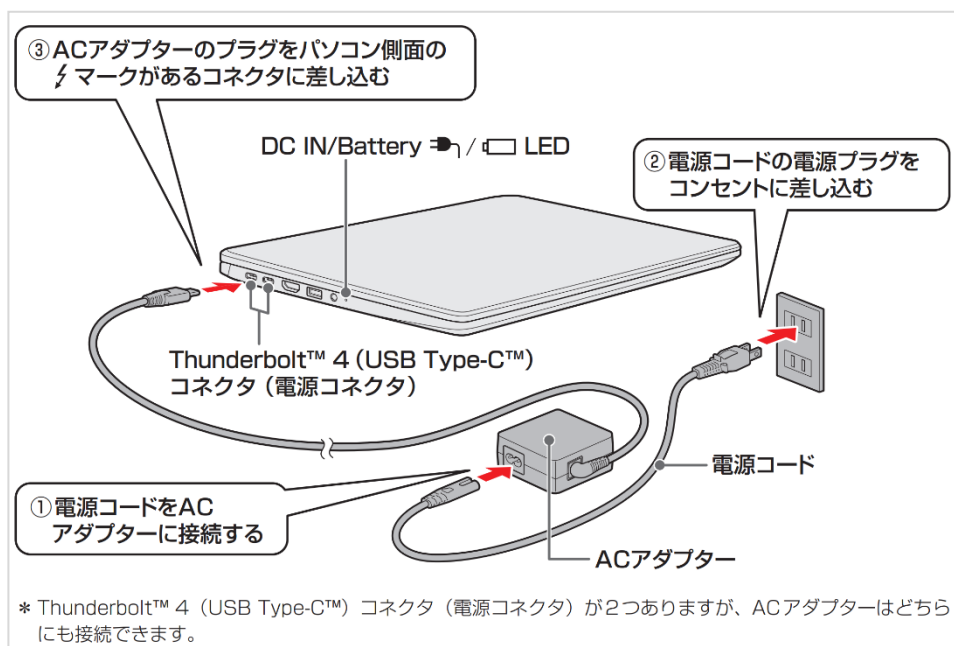 ③ACアダプターのプラグをパソコン側面の
マークがあるコネクタに差し込む
DC IN/Battery / LED
②電源コードの電源プラグを
コンセントに差し込む
Thunderbolt™ 4（USB Type-C™）
コネクタ（電源コネクタ）
①電源コードをAC
アダプターに接続する
電源コード
ACアダプター
＊Thunderbolt™ 4（USB Type-C™）コネクタ（電源コネクタ）が2つありますが、ACアダプターはどちら
にも接続できます。